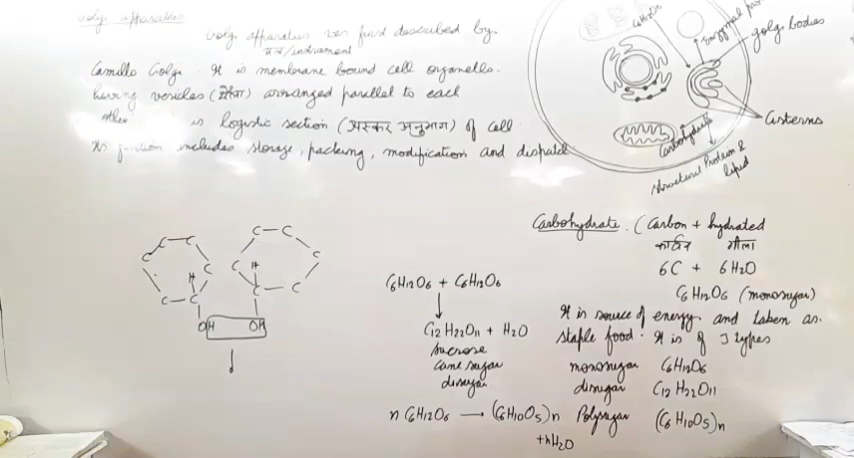 Golgi apparatus
Golgi apparatus was first described by
यंत्र/instrument
Camillo Golgi. It is membrane bound cell organelle.
having vesicles arranged parallel to each
other is logistic section (अस्कर अनुभाग) of cell
Its function includes storage, packing, modification and dispatch
C6H12O6
golgi bodies
Cisterns
Carbohydrate
Structural Protein &
lipid
Carbohydrate. (Carbon + hydrated
कार्बन गीला
6C + 6H2O
C6H12O6 (monosugar)
It is source of energy and taken as.
staple food. It is of 3 types
monosugar C6H12O6
disugar C12H22O11
Polysugar (C6H10O5)n
C6H12O6 + C6H12O6
C12H22O11 + H2O
sucrose
cane sugar
disugar
n C6H12O6 → (C6H10O5)n
+nH2O
C-C
C C
C C
H
C-C
OH
C-C
C C
C C
H
C
OH